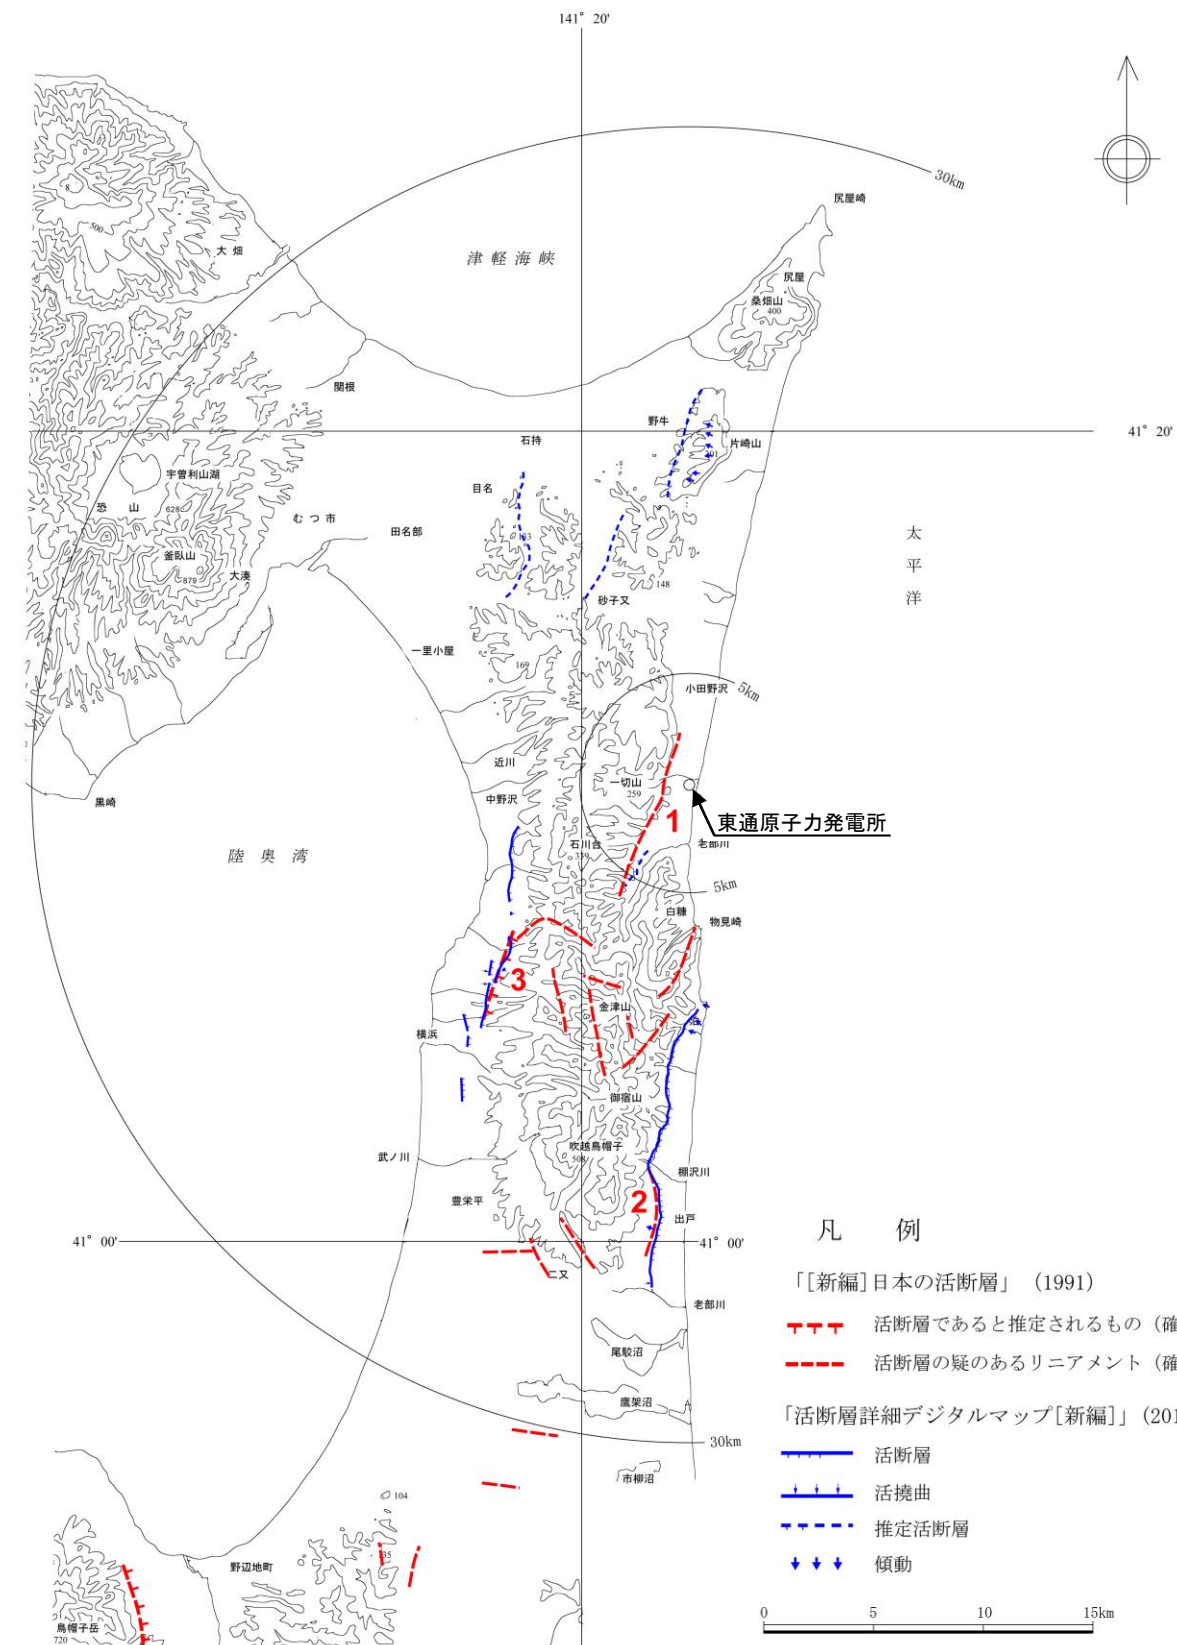 141° 20'
30km
尻屋崎
津軽海峡
大畑
8
500
尻屋
桑畑山
400
関根
野牛
石持
片崎山
41° 20'
宇曽利山湖
目名
恐山
628
むつ市
田名部
太平洋
釜臥山
879
大湊
148
砂子又
一里小屋
169
小田野沢
5km
近川
一切山
259
中野沢
黒崎
1
東通原子力発電所
石川台
339
老部川
陸奥湾
5km
白糠
物見崎
3
金津山
泊
横浜
御宿山
吹越烏帽子
508
武ノ川
棚沢川
豊栄平
2
出戸
41° 00'
41° 00'
二又
老部川
尾駮沼
鷹架沼
30km
市柳沼
104
野辺地町
烏帽子岳
720
凡例
「[新編]日本の活断層」（1991）
活断層であると推定されるもの（確
活断層の疑のあるリニアメント（確
「活断層詳細デジタルマップ[新編]」（201
活断層
活撓曲
推定活断層
傾動
0 5 10 15km